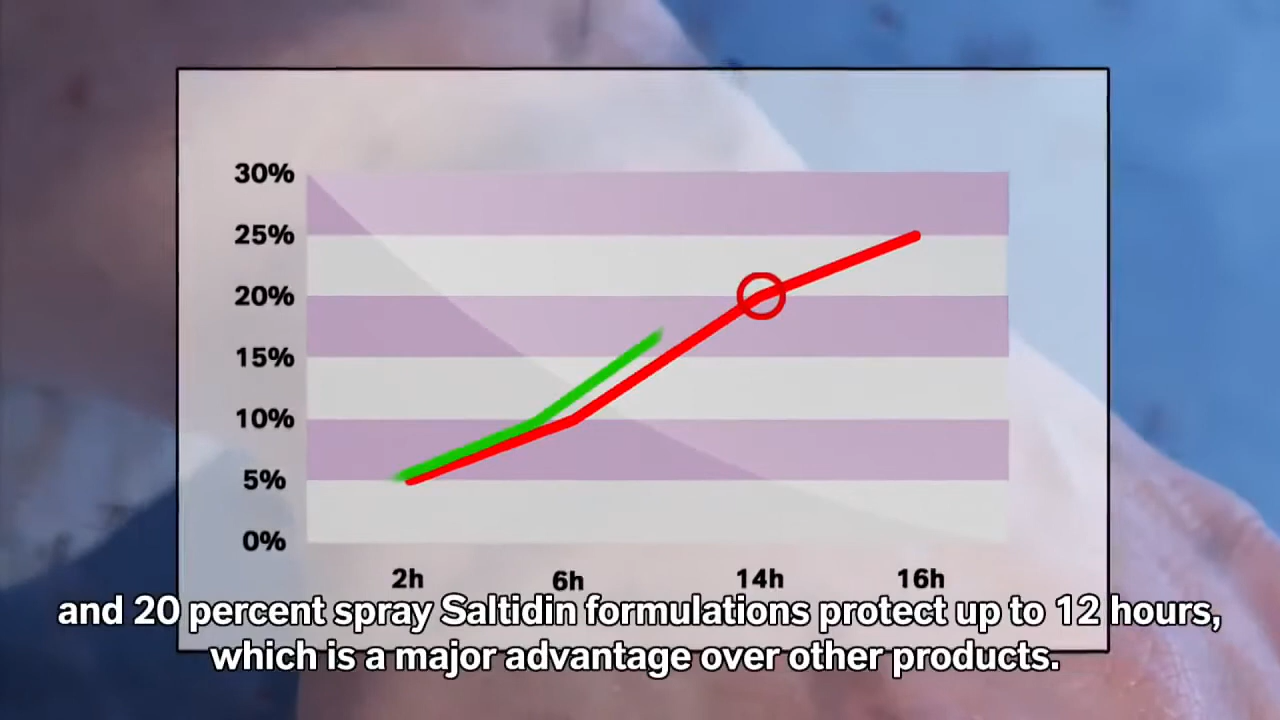 30%
25%
20%
15%
10%
5%
0%
2h
6h
14h
16h
and 20 percent spray Saltidin formulations protect up to 12 hours,
which is a major advantage over other products.